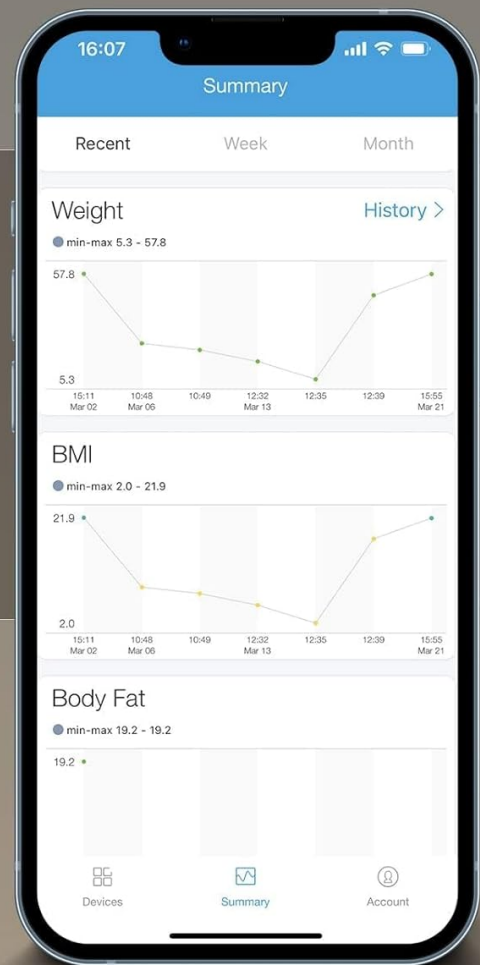 16:07
Summary
Recent Week Month
Weight History >
min-max 5.3 - 57.8
57.8
5.3
15:11 10:48 10:49 12:32 12:35 12:39 15:55
Mar 02 Mar 06 Mar 13 Mar 21
BMI
min-max 2.0 - 21.9
21.9
2.0
15:11 10:48 10:49 12:32 12:35 12:39 15:55
Mar 02 Mar 06 Mar 13 Mar 21
Body Fat
min-max 19.2 - 19.2
19.2
Devices Summary Account